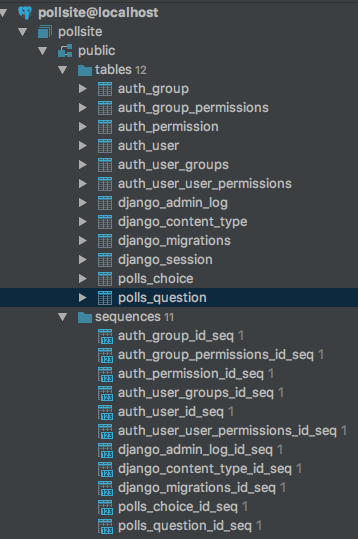 pollsite@localhost
pollsite
public
tables 12
auth_group
auth_group_permissions
auth_permission
auth_user
auth_user_groups
auth_user_user_permissions
django_admin_log
django_content_type
django_migrations
django_session
polls_choice
polls_question
sequences 11
auth_group_id_seq 1
auth_group_permissions_id_seq 1
auth_permission_id_seq 1
auth_user_groups_id_seq 1
auth_user_id_seq 1
auth_user_user_permissions_id_seq 1
django_admin_log_id_seq 1
django_content_type_id_seq 1
django_migrations_id_seq 1
polls_choice_id_seq 1
polls_question_id_seq 1